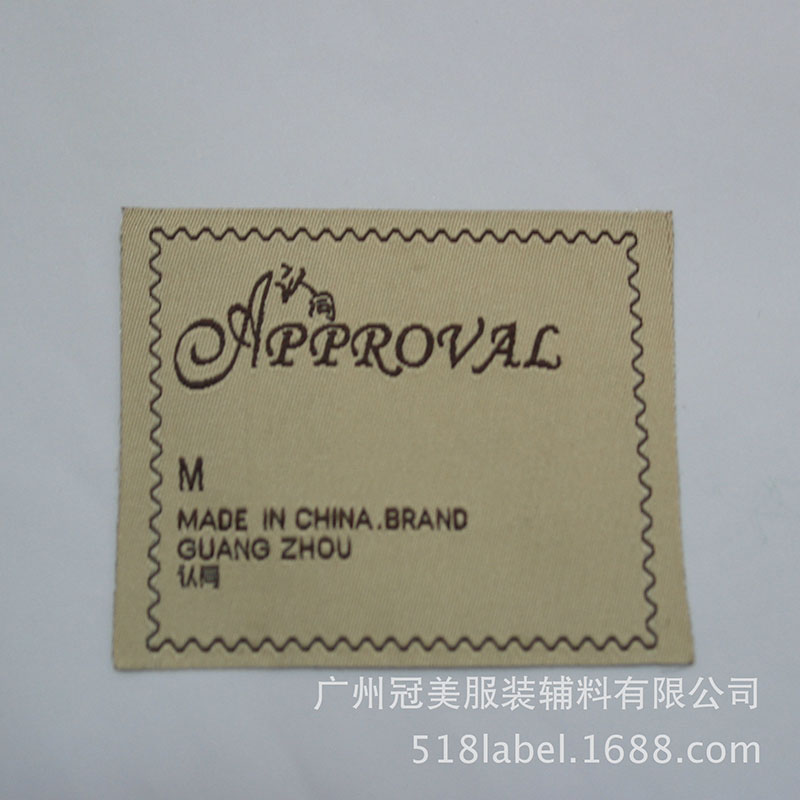 认同
APPROVAL
M
MADE IN CHINA.BRAND
GUANG ZHOU
认同
广州冠美服装辅料有限公司
518label.1688.com